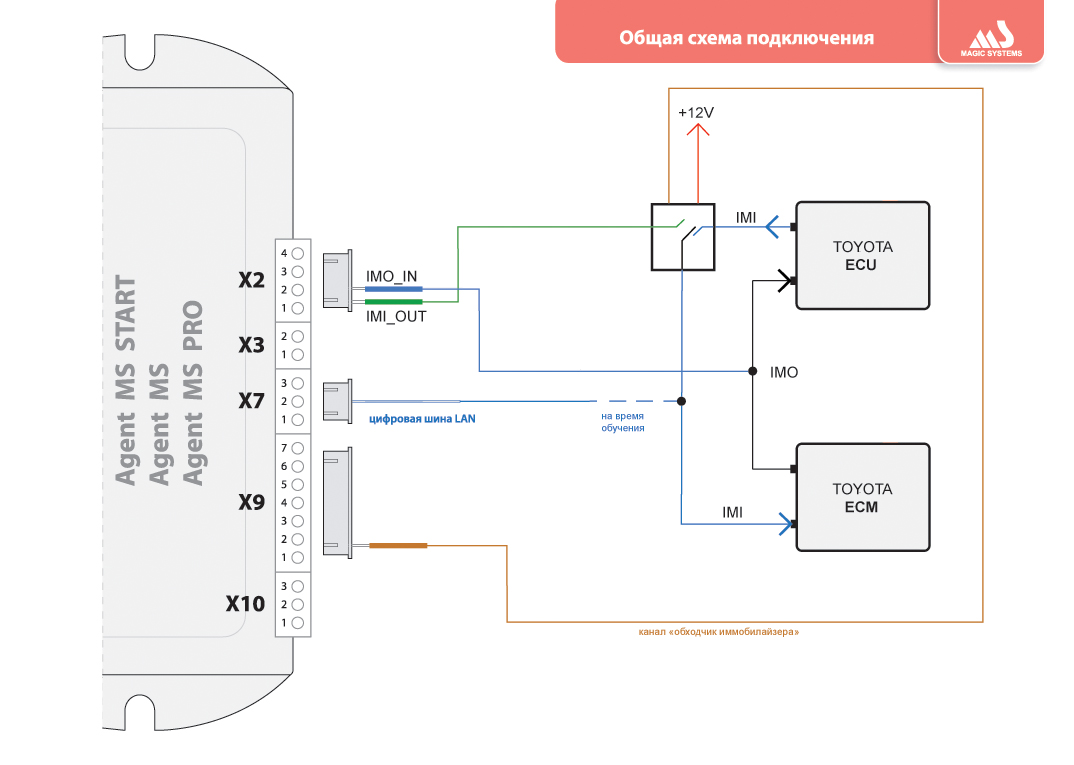 Общая схема подключения
MAGIC SYSTEMS
+12V
IMI
TOYOTA
ECU
Agent MS START
Agent MS
Agent MS PRO
X2
4
3
2
1
IMO_IN
IMI_OUT
X3
2
1
IMO
X7
3
2
1
цифровая шина LAN
на время
обучения
X9
7
6
5
4
3
2
1
IMI
TOYOTA
ECM
X10
3
2
1
канал «обходчик иммобилайзера»